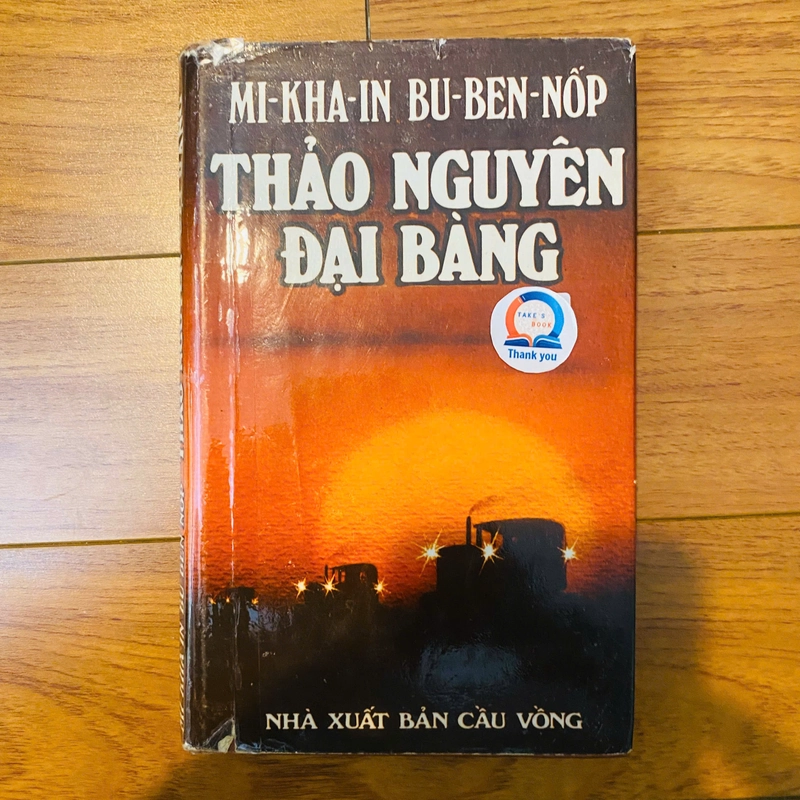 MI-KHA-IN BU-BEN-NỐP
THẢO NGUYÊN
ĐẠI BÀNG
TAKE'S
BOOK
Thank you
NHÀ XUẤT BẢN CẦU VỒNG